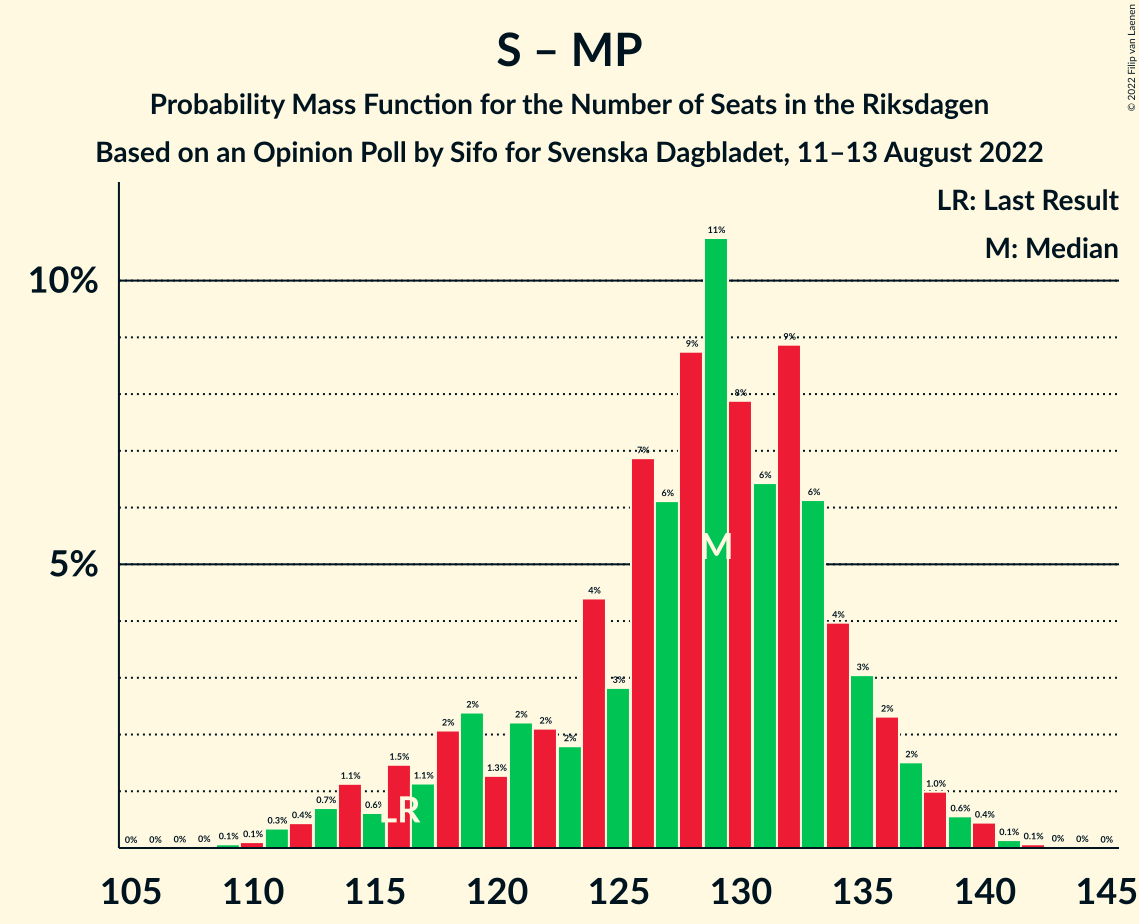 S – MP
Probability Mass Function for the Number of Seats in the Riksdagen
Based on an Opinion Poll by Sifo for Svenska Dagbladet, 11–13 August 2022
© 2022 Filip van Laenen
LR: Last Result
M: Median
10%
5%
0% 0% 0% 0% 0.1% 0.1% 0.3% 0.4% 0.7% 1.1% 0.6% 1.5% 1.1% 2% 2% 1.3% 2% 2% 2% 4% 3% 7% 6% 9% 11% 8% 6% 9% 6% 4% 3% 2% 2% 1.0% 0.6% 0.4% 0.1% 0.1% 0% 0% 0%
M
LR
105 110 115 120 125 130 135 140 145